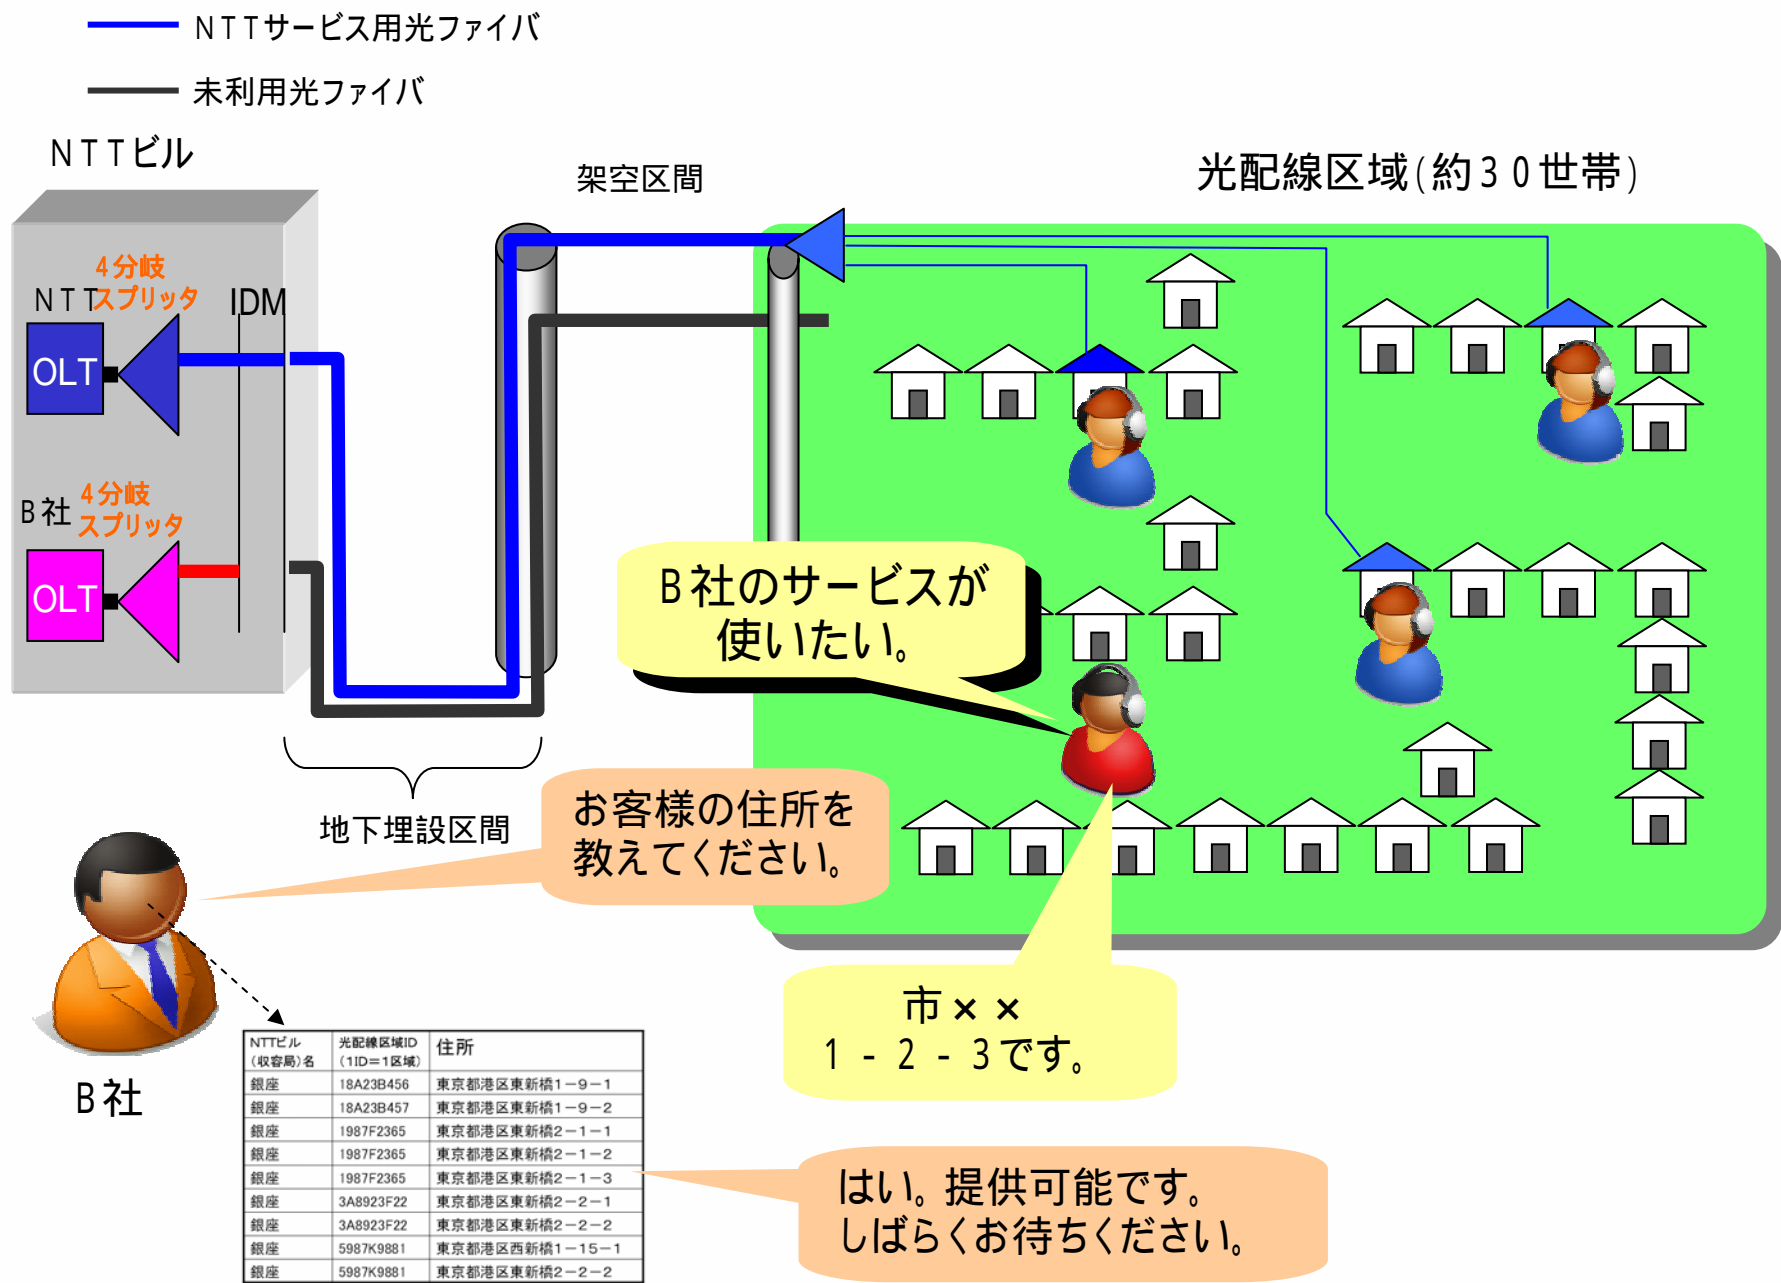 NTTサービス用光ファイバ
未利用光ファイバ
NTTビル
架空区間
光配線区域(約30世帯)
4分岐
スプリッタ
NTT
IDM
OLT
4分岐
スプリッタ
B社
OLT
B社のサービスが
使いたい。
地下埋設区間
お客様の住所を
教えてください。
市××
1-2-3です。
B社
NTTビル
(収容局)名
光配線区域ID
(1ID=1区域)
住所
銀座 18A23B456 東京都港区東新橋1-9-1
銀座 18A23B457 東京都港区東新橋1-9-2
銀座 1987F2365 東京都港区東新橋2-1-1
銀座 1987F2365 東京都港区東新橋2-1-2
銀座 1987F2365 東京都港区東新橋2-1-3
銀座 3A8923F22 東京都港区東新橋2-2-1
銀座 3A8923F22 東京都港区東新橋2-2-2
銀座 5987K9881 東京都港区西新橋1-15-1
銀座 5987K9881 東京都港区東新橋2-2-2
はい。提供可能です。
しばらくお待ちください。